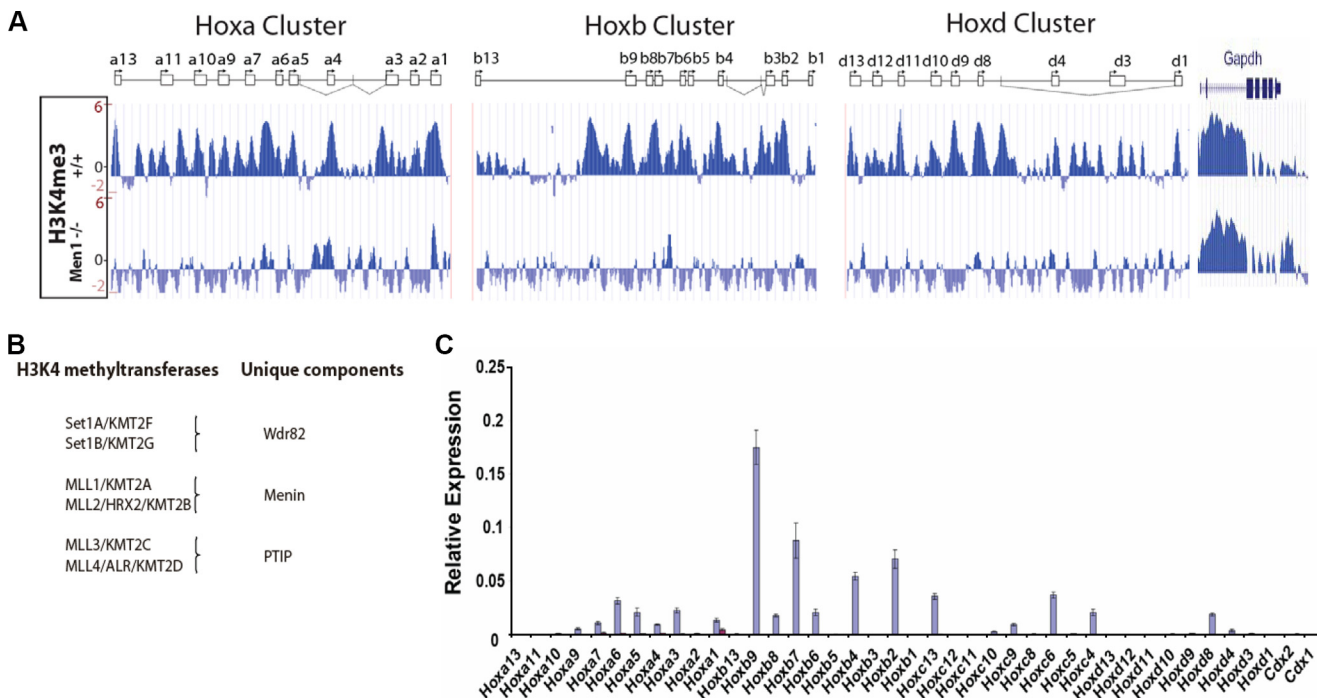 A
Hoxa Cluster
Hoxb Cluster
Hoxd Cluster
a13 a11 a10 a9 a7 a6 a5 a4 a3 a2 a1
b13 b9 b8 b7 b6 b5 b4 b3 b2 b1
d13 d12 d11 d10 d9 d8 d4 d3 d1
Gapdh
H3K4me3
+/+
Men1 -/-
6
0
-2
6
0
-2
B
H3K4 methyltransferases Unique components
Set1A/KMT2F
Set1B/KMT2G
Wdr82
MLL1/KMT2A
MLL2/HRX2/KMT2B
Menin
MLL3/KMT2C
MLL4/ALR/KMT2D
PTIP
C
Relative Expression
0.25
0.2
0.15
0.1
0.05
0
Hoxa13
Hoxa11
Hoxa10
Hoxa9
Hoxa7
Hoxa6
Hoxa5
Hoxa4
Hoxa3
Hoxa2
Hoxa1
Hoxb13
Hoxb9
Hoxb8
Hoxb7
Hoxb6
Hoxb5
Hoxb4
Hoxb3
Hoxb2
Hoxb1
Hoxc13
Hoxc12
Hoxc11
Hoxc10
Hoxc9
Hoxc8
Hoxc6
Hoxc5
Hoxc4
Hoxd13
Hoxd12
Hoxd11
Hoxd10
Hoxd9
Hoxd8
Hoxd4
Hoxd3
Hoxd1
Cdx2
Cdx1